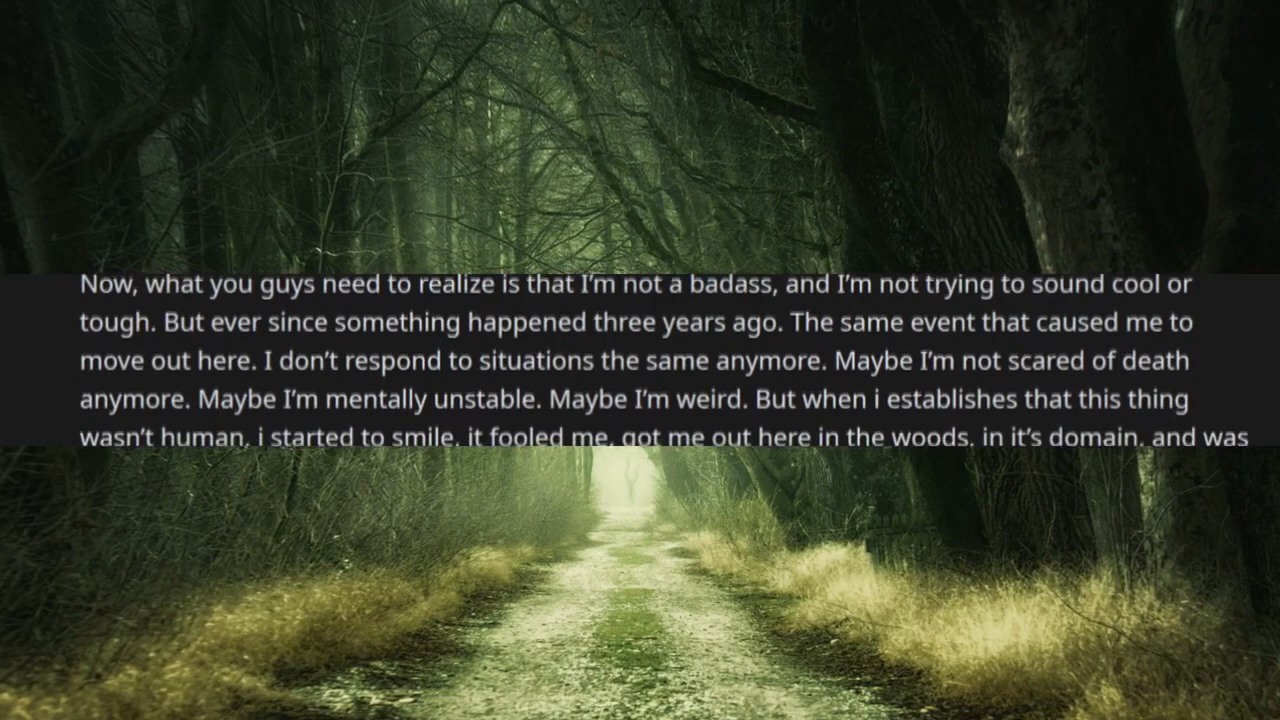 Now, what you guys need to realize is that I’m not a badass, and I’m not trying to sound cool or
tough. But ever since something happened three years ago. The same event that caused me to
move out here. I don’t respond to situations the same anymore. Maybe I’m not scared of death
anymore. Maybe I’m mentally unstable. Maybe I’m weird. But when i establishes that this thing
wasn’t human, i started to smile, it fooled me, got me out here in the woods, in it’s domain, and was